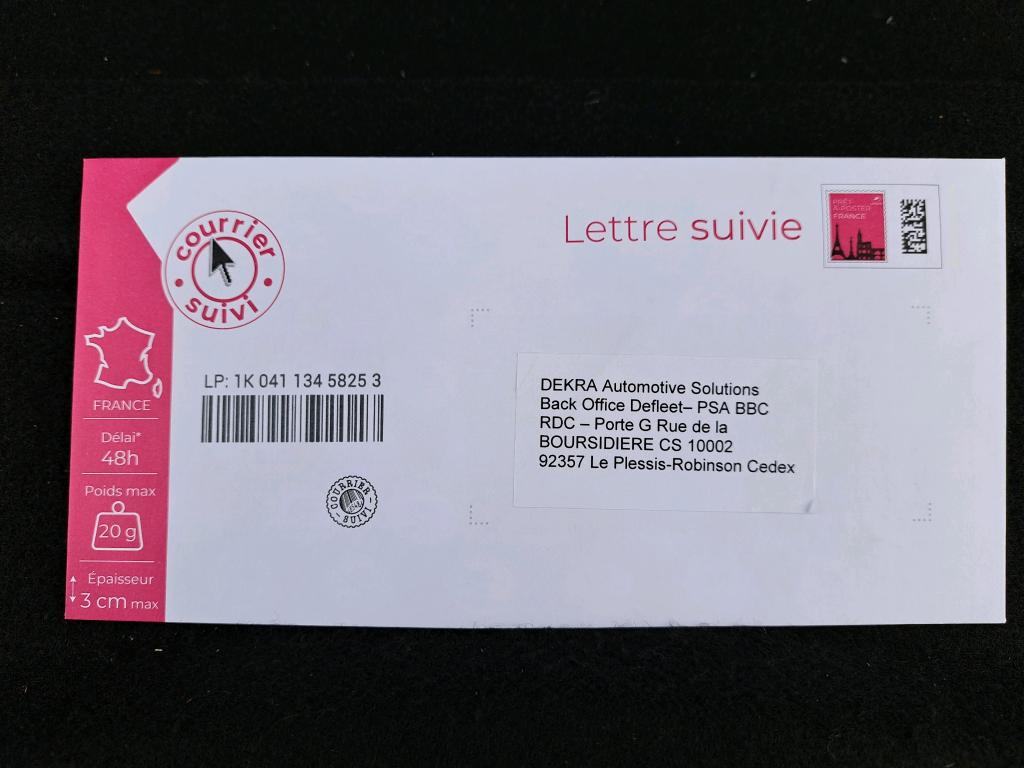 Lettre suivie
PRÊT-
À-POSTER
FRANCE
courrier
suivi
FRANCE
Délai*
48h
Poids max
20 g
Épaisseur
3 cm max
LP: 1K 041 134 5825 3
COURRIER
SUIVI
DEKRA Automotive Solutions
Back Office Defleet– PSA BBC
RDC – Porte G Rue de la
BOURSIDIERE CS 10002
92357 Le Plessis-Robinson Cedex